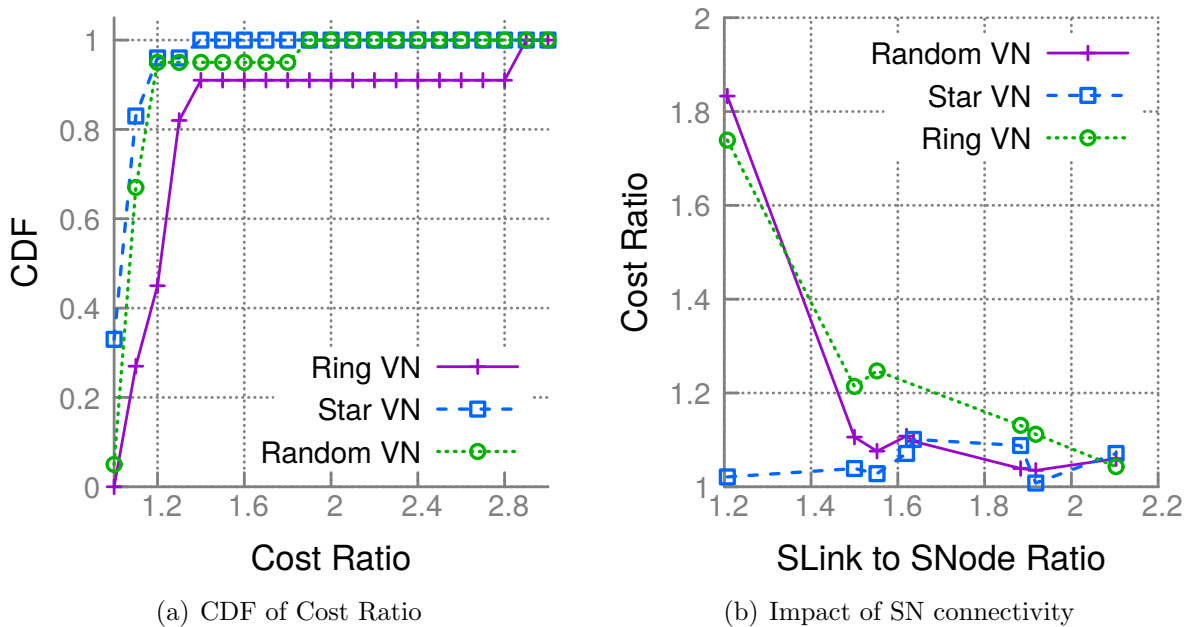 CDF
1
0.8
0.6
0.4
0.2
0
1.2
1.6
2
2.4
2.8
Ring VN
Star VN
Random VN
Cost Ratio
(a) CDF of Cost Ratio
Cost Ratio
2
1.8
1.6
1.4
1.2
1
1.2
1.4
1.6
1.8
2
2.2
Random VN
Star VN
Ring VN
SLink to SNode Ratio
(b) Impact of SN connectivity